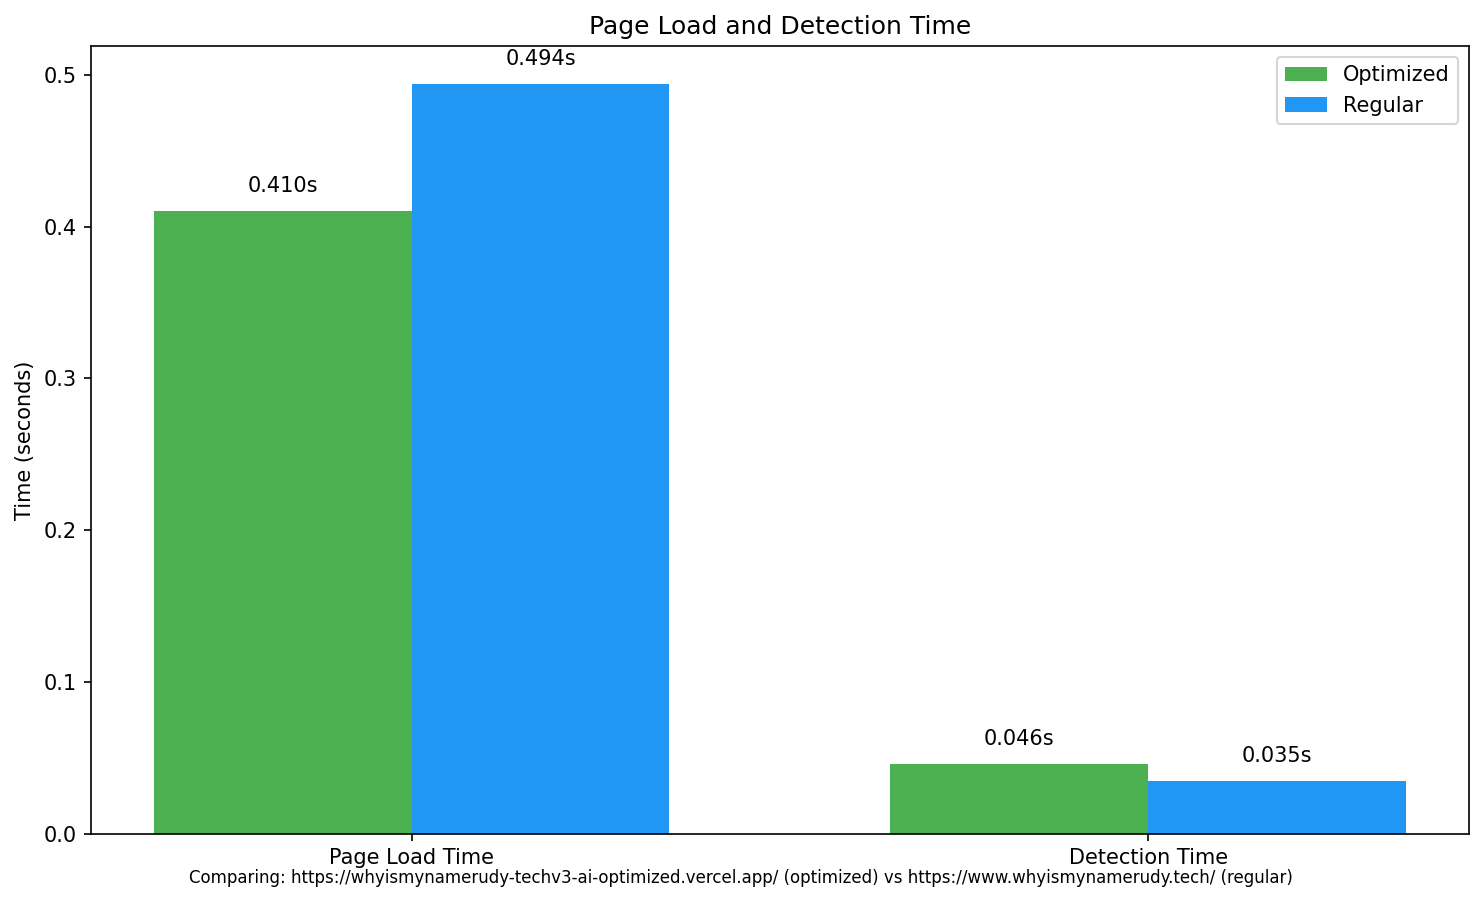 Page Load and Detection Time
Optimized
Regular
0.494s
0.410s
0.046s
0.035s
Time (seconds)
0.5
0.4
0.3
0.2
0.1
0.0
Page Load Time
Detection Time
Comparing: https://whyismynamerudy-techv3-ai-optimized.vercel.app/ (optimized) vs https://www.whyismynamerudy.tech/ (regular)